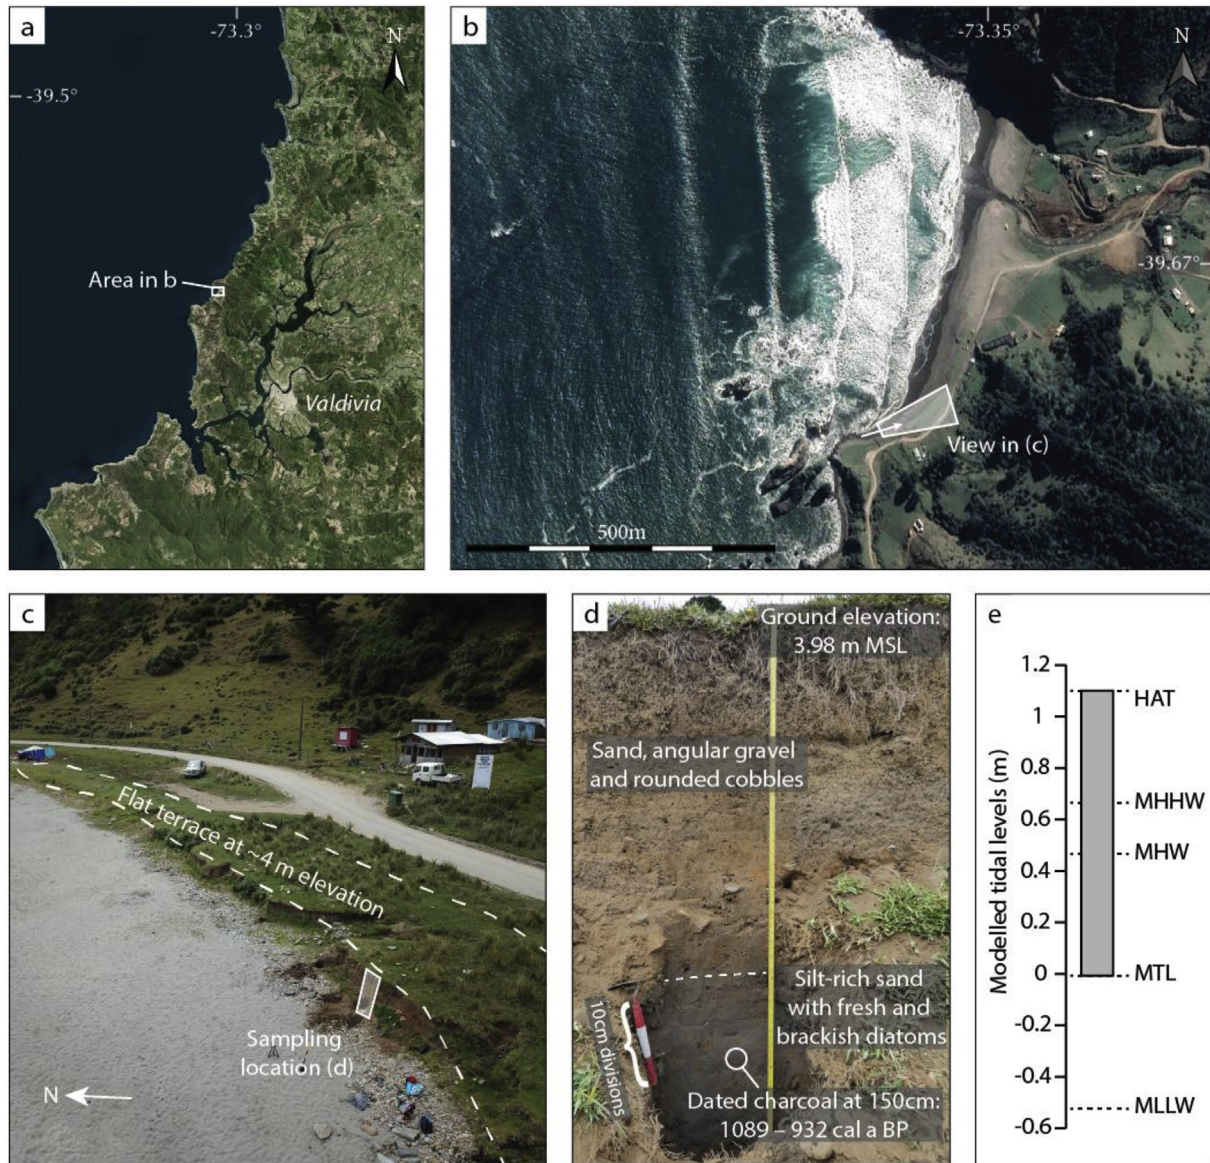 a
-73.3°
N
-39.5°
Area in b
Valdivia
b
-73.35°
N
-39.67°
View in (c)
500m
c
Flat terrace at ~4 m elevation
Sampling
location (d)
N
d
Ground elevation:
3.98 m MSL
Sand, angular gravel
and rounded cobbles
10cm divisions
Silt-rich sand
with fresh and
brackish diatoms
Dated charcoal at 150cm:
1089 – 932 cal a BP
e
Modelled tidal levels (m)
1.2
1
0.8
0.6
0.4
0.2
0
-0.2
-0.4
-0.6
HAT
MHHW
MHW
MTL
MLLW